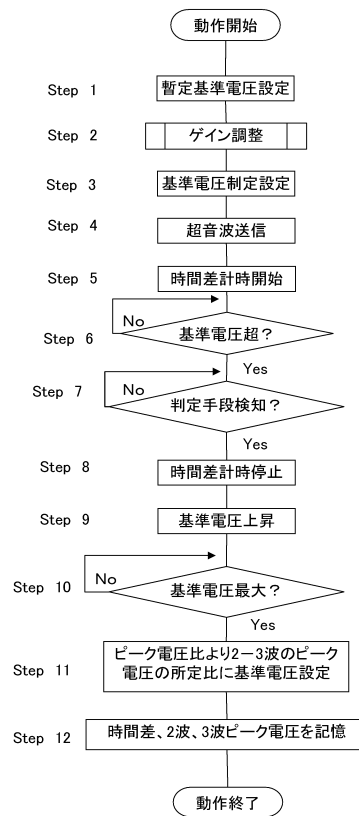 動作開始
Step 1
暫定基準電圧設定
Step 2
ゲイン調整
Step 3
基準電圧制定設定
Step 4
超音波送信
Step 5
時間差計時開始
No
Step 6
基準電圧超？
Yes
Step 7
No
判定手段検知？
Yes
Step 8
時間差計時停止
Step 9
基準電圧上昇
No
Step 10
基準電圧最大？
Yes
Step 11
ピーク電圧比より2－3波のピーク
電圧の所定比に基準電圧設定
Step 12
時間差、2波、3波ピーク電圧を記憶
動作終了